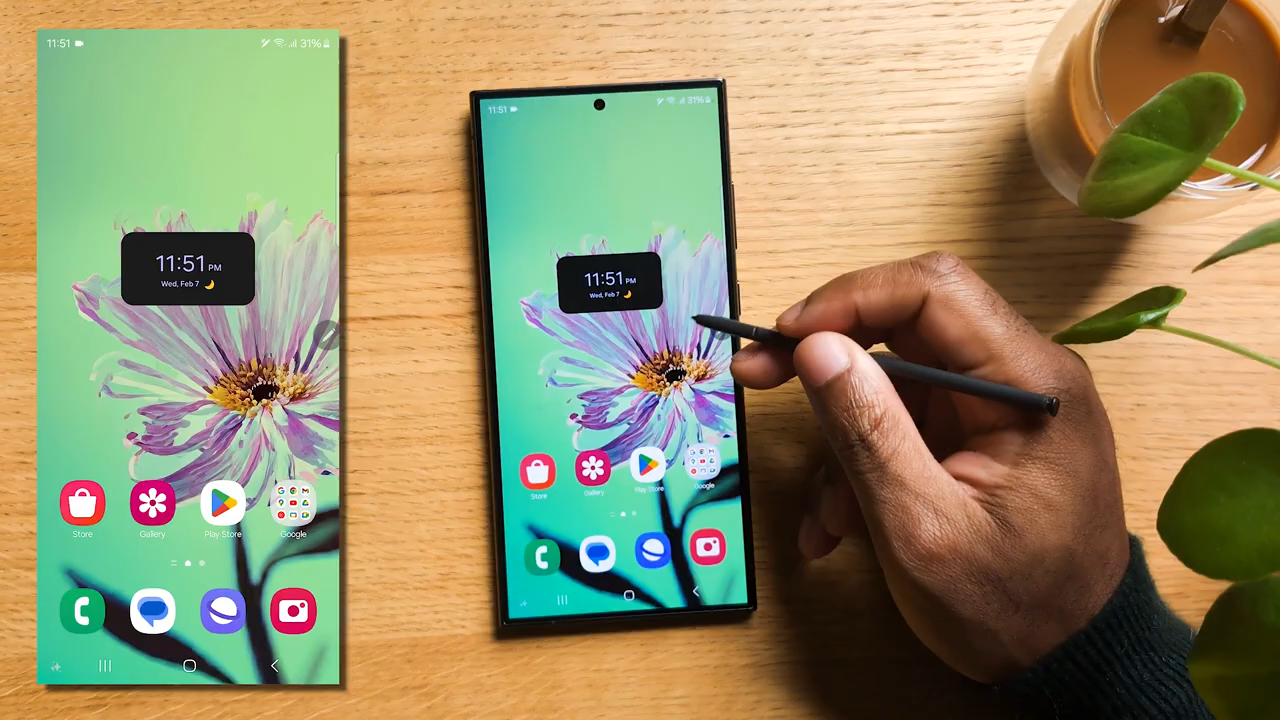 11:51
31%
11:51 PM
Wed, Feb 7
Store
Gallery
Play Store
Google
11:51
31%
11:51 PM
Wed, Feb 7
Store
Gallery
Play Store
Google